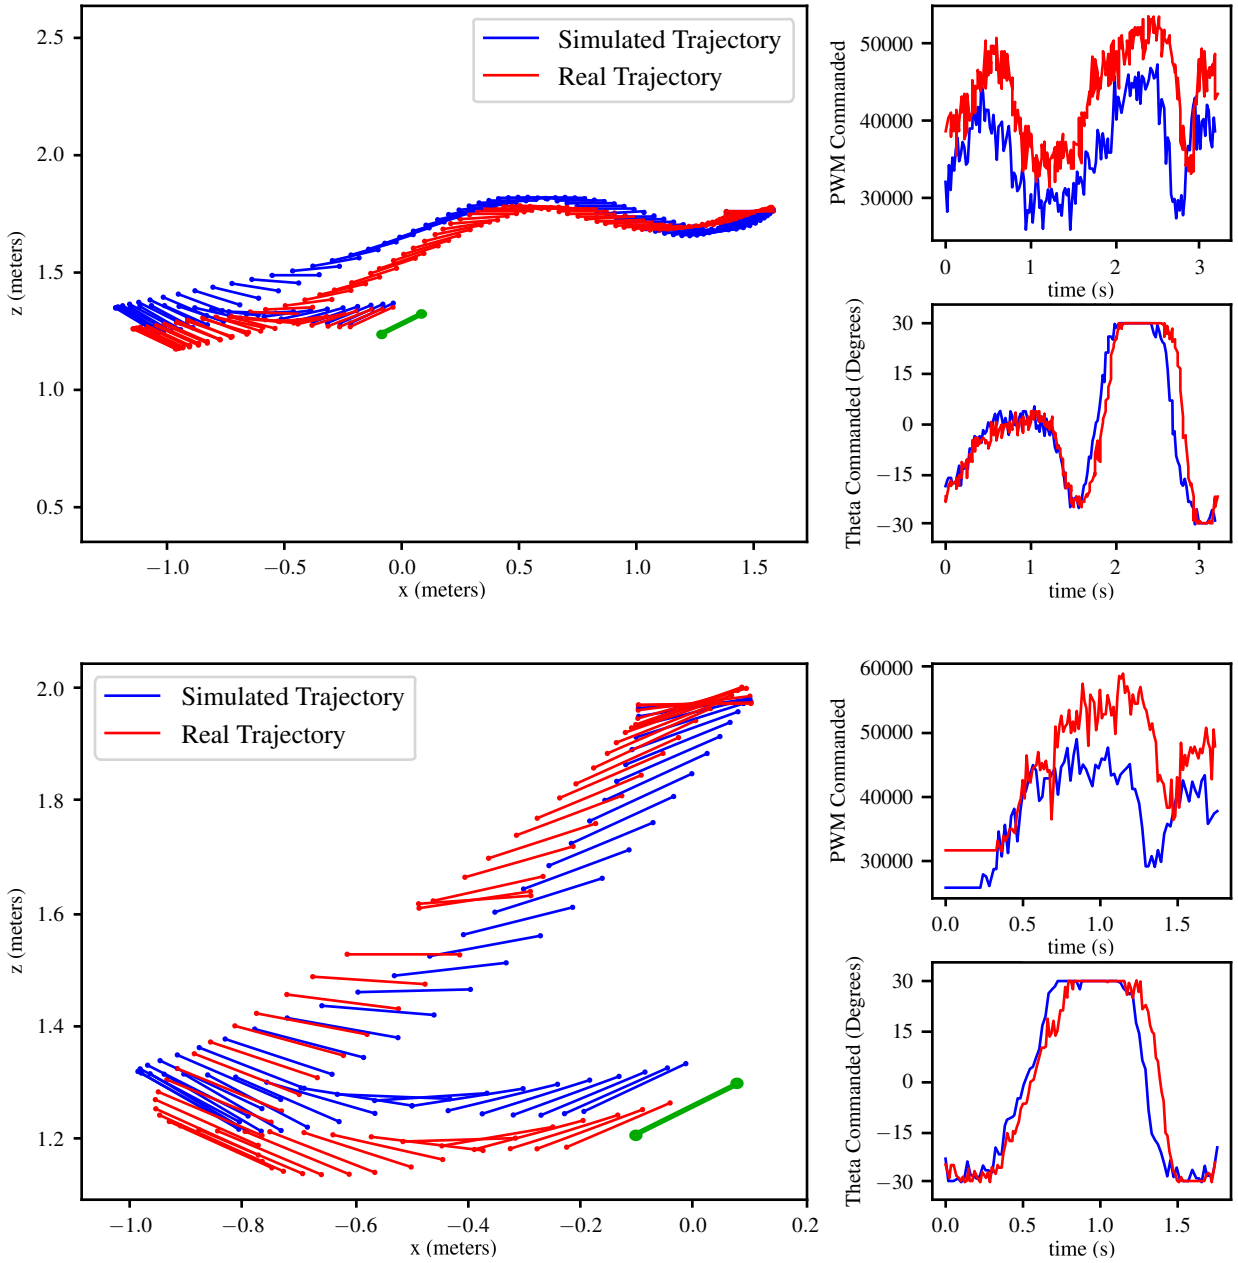 2.5
2.0
1.5
1.0
0.5
z (meters)
−1.0 −0.5 0.0 0.5 1.0 1.5
x (meters)
Simulated Trajectory
Real Trajectory
50000
40000
30000
PWM Commanded
0 1 2 3
time (s)
30
15
0
−15
−30
Theta Commanded (Degrees)
0 1 2 3
time (s)
2.0
1.8
1.6
1.4
1.2
z (meters)
−1.0 −0.8 −0.6 −0.4 −0.2 0.0 0.2
x (meters)
Simulated Trajectory
Real Trajectory
60000
50000
40000
30000
PWM Commanded
0.0 0.5 1.0 1.5
time (s)
30
15
0
−15
−30
Theta Commanded (Degrees)
0.0 0.5 1.0 1.5
time (s)